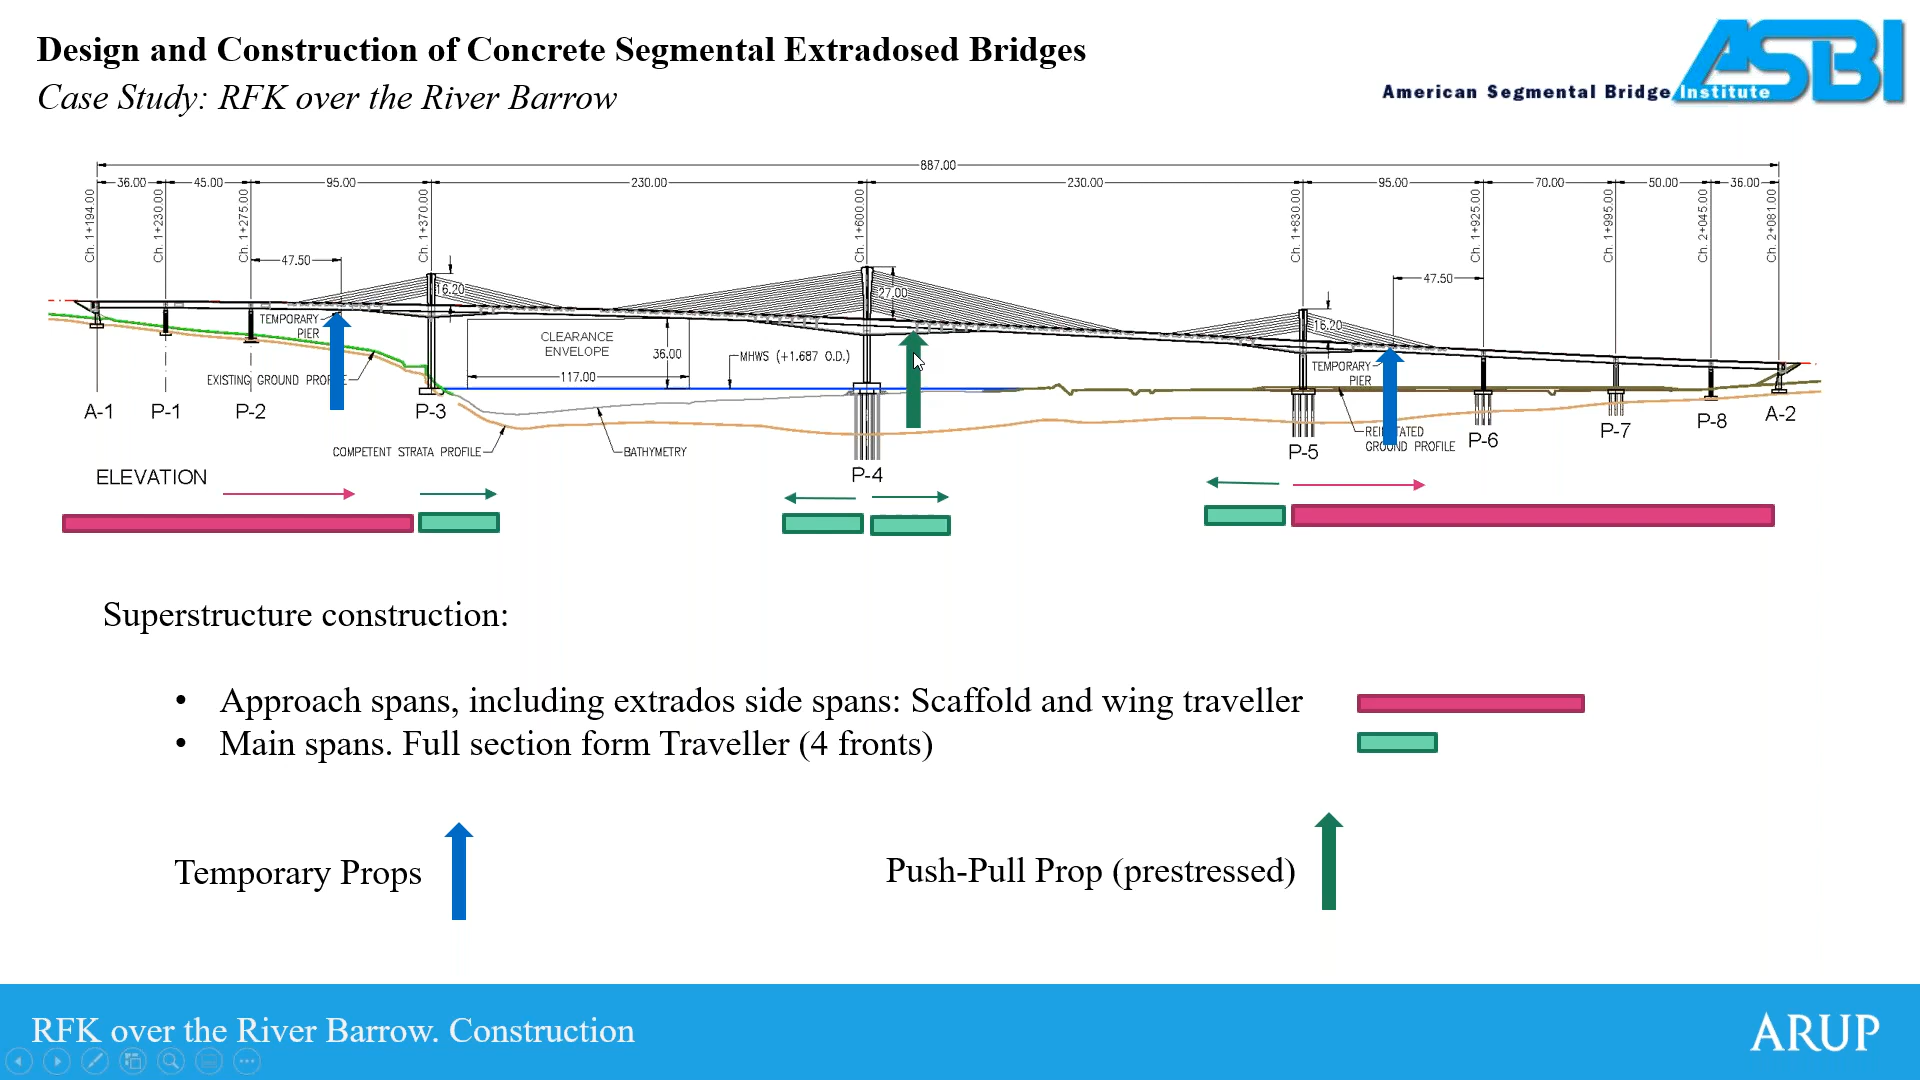 Design and Construction of Concrete Segmental Extradosed Bridges
Case Study: RFK over the River Barrow
ASBI
American Segmental Bridge Institute
887.00
36.00 45.00 95.00 230.00 230.00 95.00 70.00 50.00 36.00
Ch. 1+194.00
Ch. 1+230.00
Ch. 1+275.00
Ch. 1+370.00
Ch. 1+600.00
Ch. 1+830.00
Ch. 1+925.00
Ch. 1+995.00
Ch. 2+045.00
Ch. 2+081.00
47.50
47.50
16.20
27.00
16.20
TEMPORARY
PIER
CLEARANCE
ENVELOPE
36.00
MHWS (+1.687 O.D.)
117.00
TEMPORARY
PIER
EXISTING GROUND PROFILE
A-1 P-1 P-2 P-3 P-4 P-5 P-6 P-7 P-8 A-2
COMPETENT STRATA PROFILE
BATHYMETRY
GROUND PROFILE
ELEVATION
Superstructure construction:
• Approach spans, including extrados side spans: Scaffold and wing traveller
• Main spans. Full section form Traveller (4 fronts)
Temporary Props
Push-Pull Prop (prestressed)
RFK over the River Barrow. Construction
ARUP